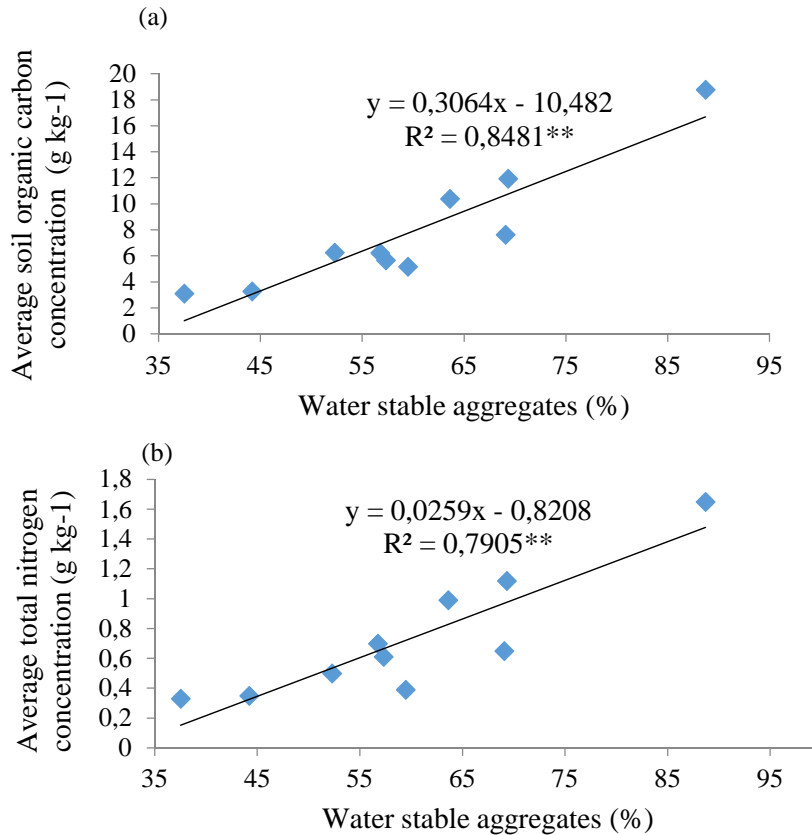 (a)
Average soil organic carbon
concentration (g kg-1)
20
18
16
14
12
10
8
6
4
2
0
y = 0,3064x - 10,482
R² = 0,8481**
35 45 55 65 75 85 95
Water stable aggregates (%)
(b)
Average total nitrogen
concentration (g kg-1)
1,8
1,6
1,4
1,2
1
0,8
0,6
0,4
0,2
0
y = 0,0259x - 0,8208
R² = 0,7905**
35 45 55 65 75 85 95
Water stable aggregates (%)